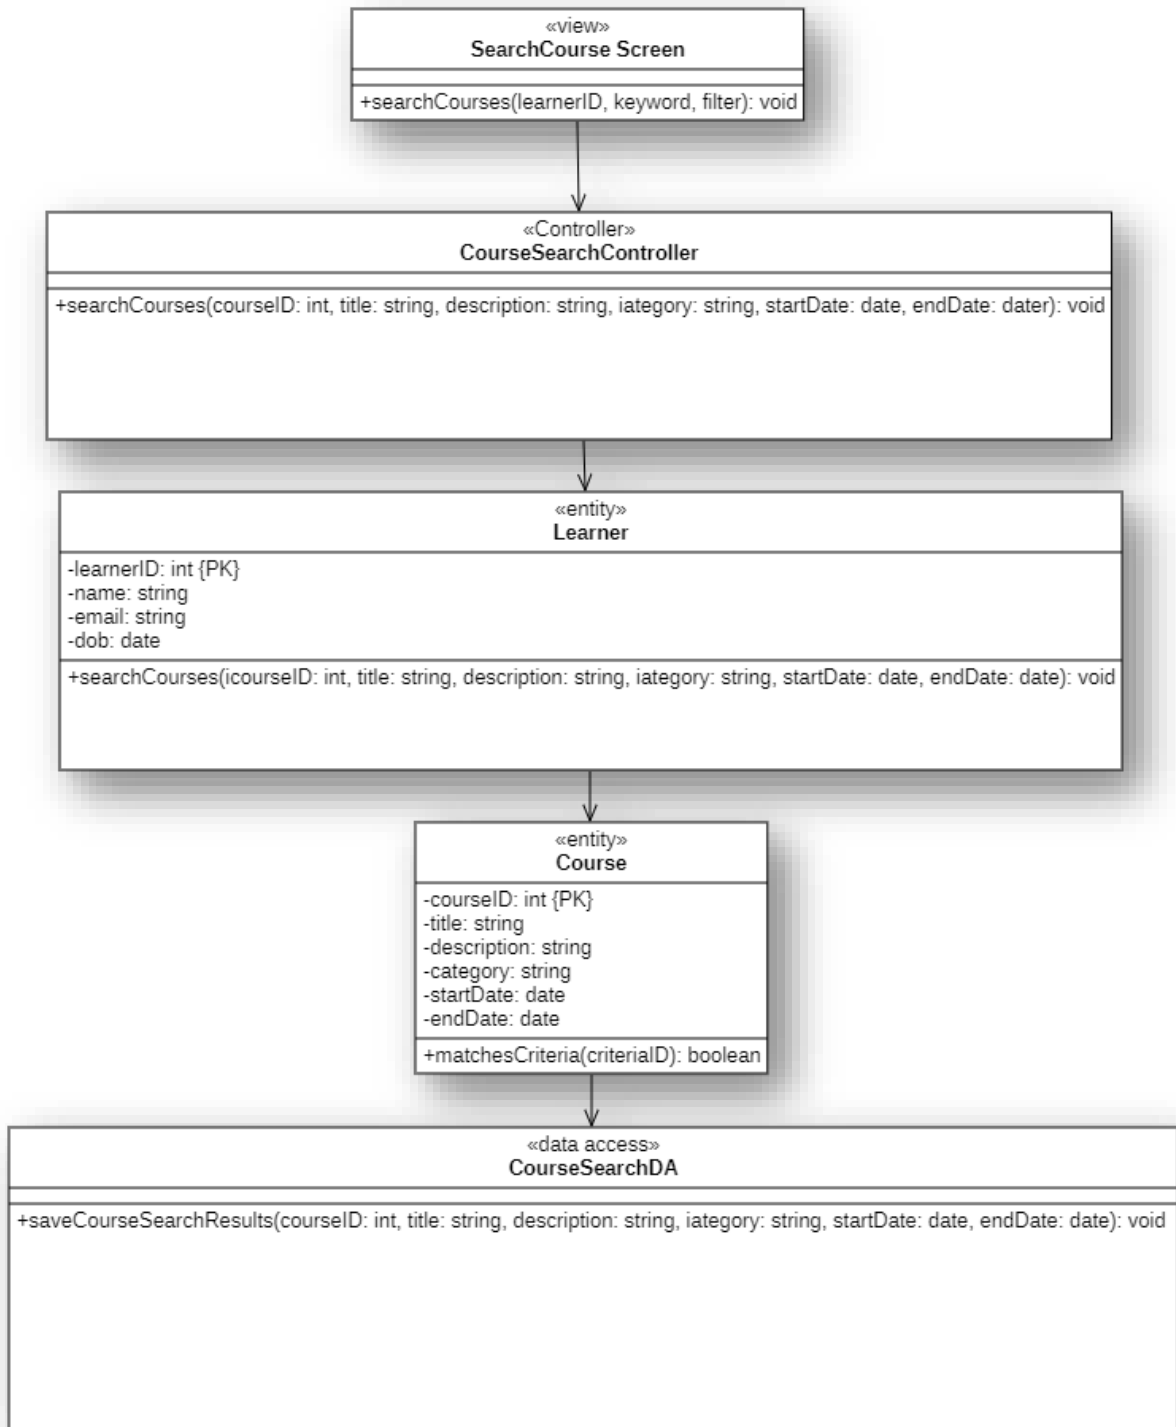 «view»
SearchCourse Screen
+searchCourses(learnerID, keyword, filter): void
«Controller»
CourseSearchController
+searchCourses(courseID: int, title: string, description: string, iategory: string, startDate: date, endDate: dater): void
«entity»
Learner
-learnerID: int {PK}
-name: string
-email: string
-dob: date
+searchCourses(icourseID: int, title: string, description: string, iategory: string, startDate: date, endDate: date): void
«entity»
Course
-courseID: int {PK}
-title: string
-description: string
-category: string
-startDate: date
-endDate: date
+matchesCriteria(criteriaID): boolean
«data access»
CourseSearchDA
+saveCourseSearchResults(courseID: int, title: string, description: string, iategory: string, startDate: date, endDate: date): void